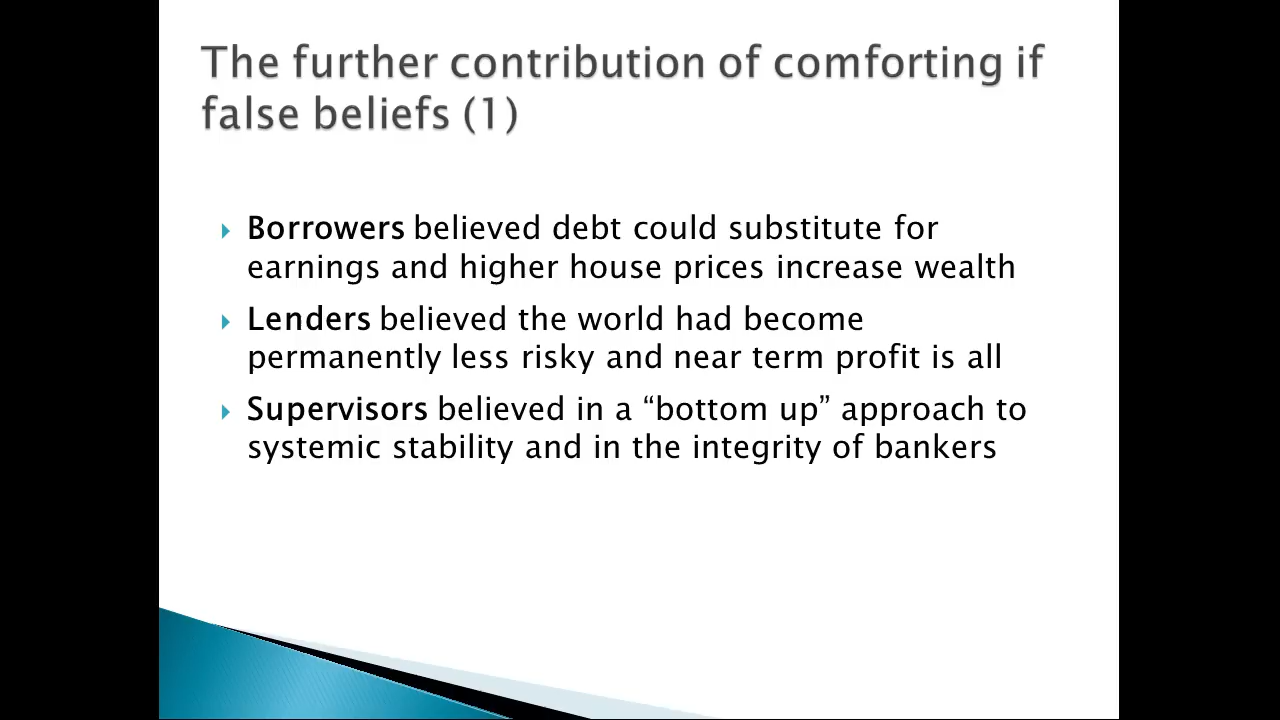 The further contribution of comforting if
false beliefs (1)
Borrowers believed debt could substitute for
earnings and higher house prices increase wealth
Lenders believed the world had become
permanently less risky and near term profit is all
Supervisors believed in a “bottom up” approach to
systemic stability and in the integrity of bankers